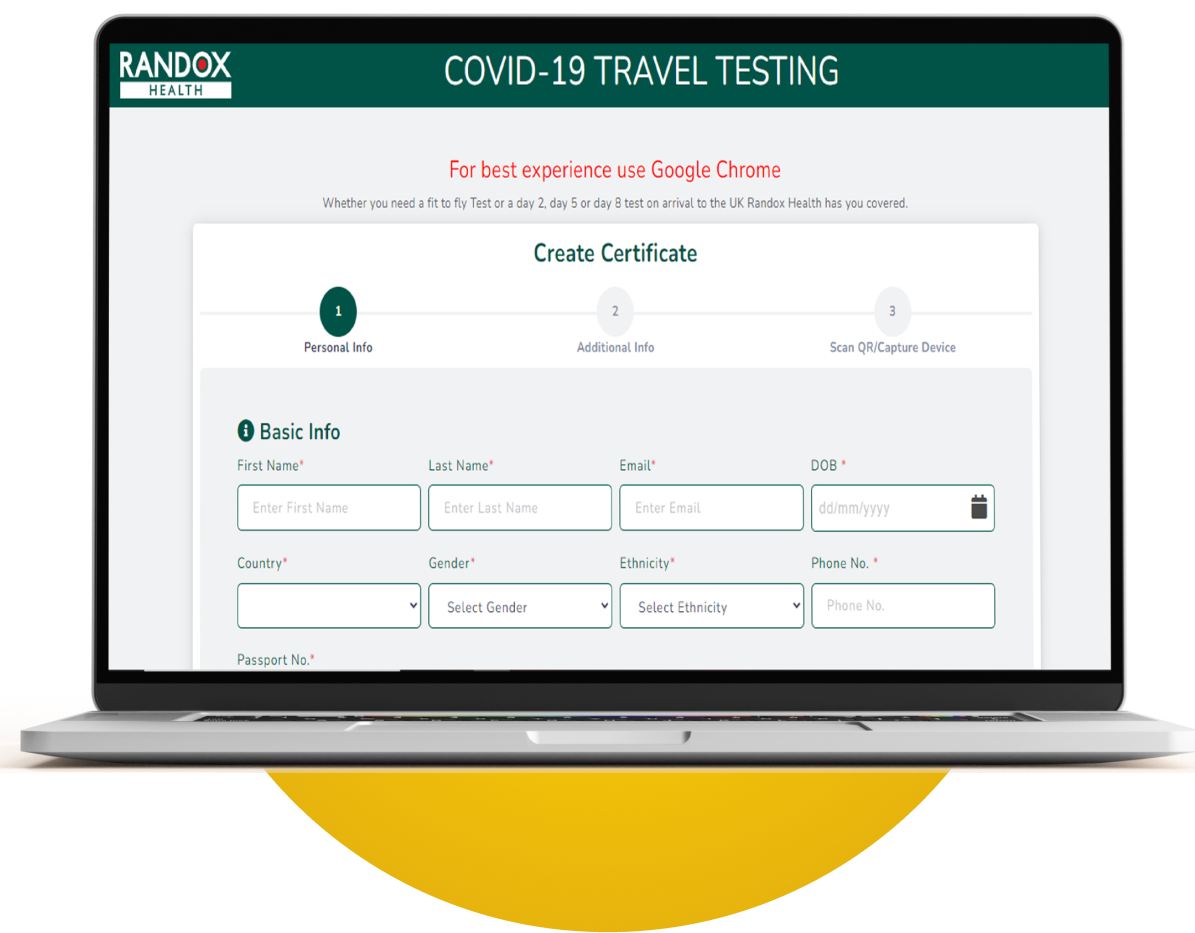 RANDOX
HEALTH
COVID-19 TRAVEL TESTING
For best experience use Google Chrome
Whether you need a fit to fly Test or a day 2, day 5 or day 8 test on arrival to the UK Randox Health has you covered.
Create Certificate
1 2 3
Personal Info Additional Info Scan QR/Capture Device
Basic Info
First Name* Last Name* Email* DOB *
Enter First Name Enter Last Name Enter Email dd/mm/yyyy
Country* Gender* Ethnicity* Phone No. *
Select Gender Select Ethnicity Phone No.
Passport No.*